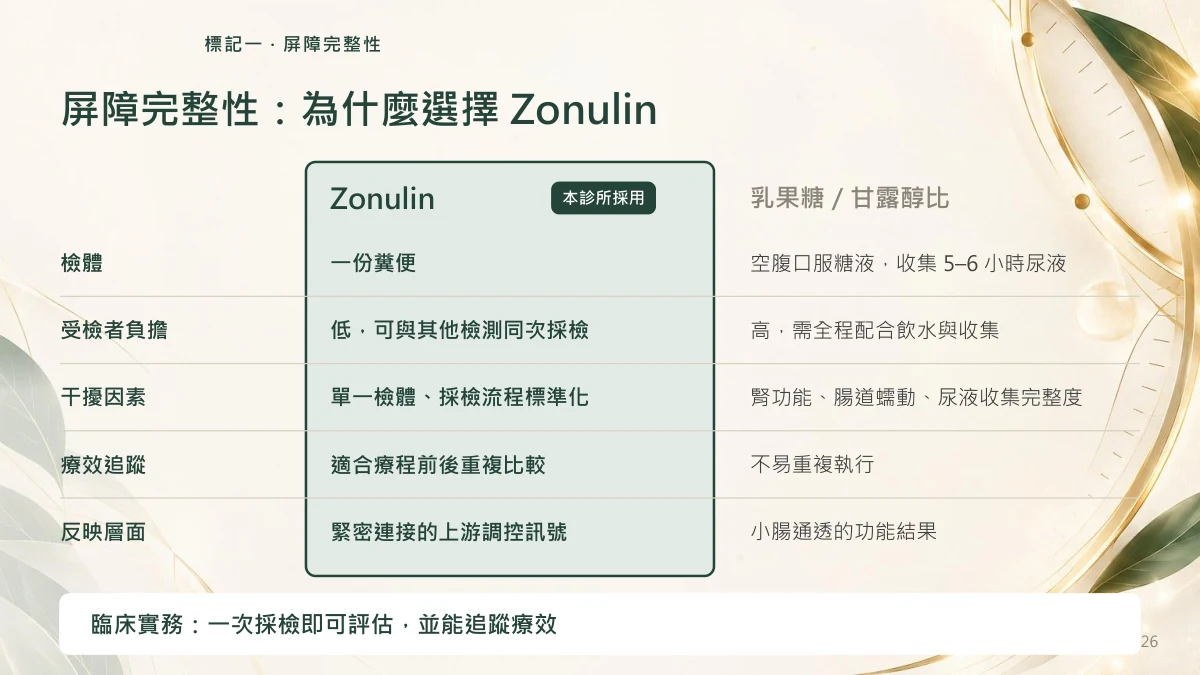 標記一．屏障完整性
屏障完整性：為什麼選擇 Zonulin
Zonulin
本診所採用
乳果糖 / 甘露醇比
檢體
一份糞便
空腹口服糖液，收集 5–6 小時尿液
受檢者負擔
低，可與其他檢測同次採檢
高，需全程配合飲水與收集
干擾因素
單一檢體、採檢流程標準化
腎功能、腸道蠕動、尿液收集完整度
療效追蹤
適合療程前後重複比較
不易重複執行
反映層面
緊密連接的上游調控訊號
小腸通透的功能結果
臨床實務：一次採檢即可評估，並能追蹤療效
26